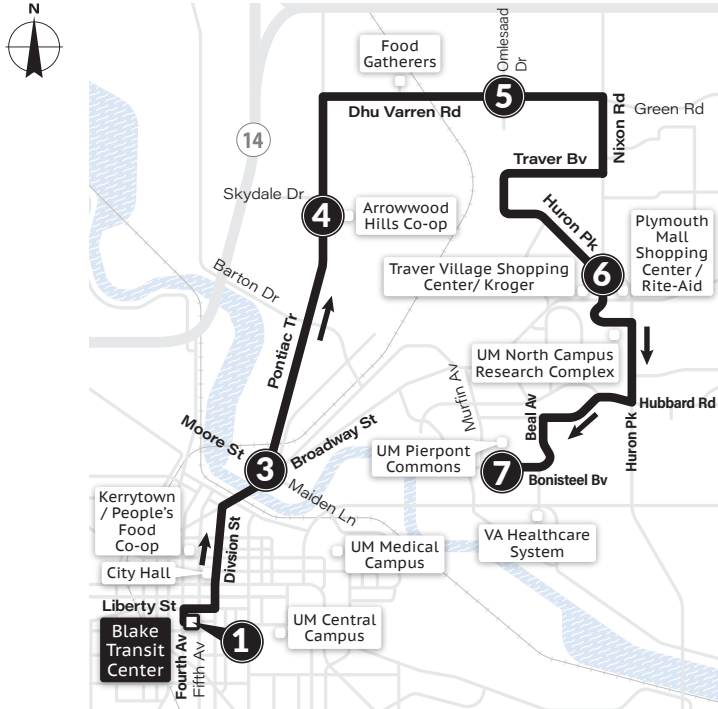 N
Food
Gatherers
Omlesaad
Dr
5
Dhu Varren Rd
Nixon Rd
Green Rd
14
Traver Bv
Skydale Dr
4
Arrowwood
Hills Co-op
Huron Pk
Plymouth
Mall
Shopping
Center /
Rite-Aid
Barton Dr
Traver Village Shopping
Center/ Kroger
6
Pontiac Tr
UM North Campus
Research Complex
Murfin Av
Beal Av
Hubbard Rd
Huron Pk
Moore St
Broadway St
3
UM Pierpont
Commons
7
Bonisteel Bv
Maiden Ln
Kerrytown
/ People's
Food
Co-op
Divsion St
UM Medical
Campus
VA Healthcare
System
City Hall
Liberty St
Blake
Transit
Center
1
UM Central
Campus
Fourth Av
Fifth Av